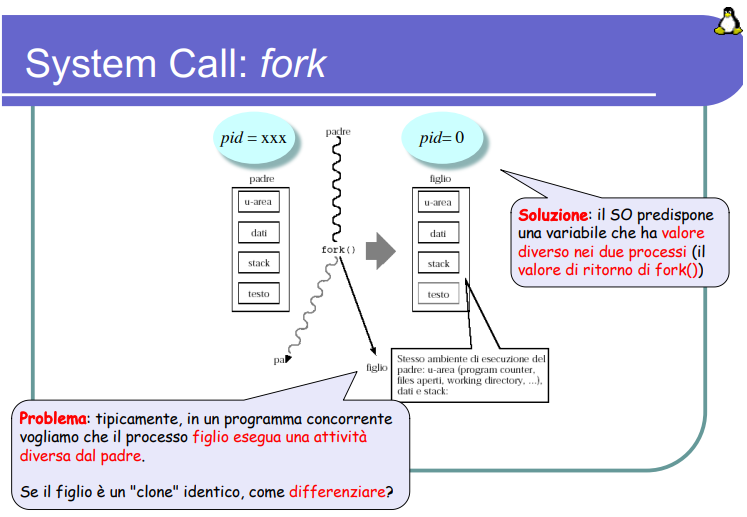 System Call: fork
pid = xxx
padre
pid= 0
padre
figlio
u-area
dati
stack
testo
fork()
u-area
dati
stack
testo
Soluzione: il SO predispone
una variabile che ha valore
diverso nei due processi (il
valore di ritorno di fork())
pa
figlio
Stesso ambiente di esecuzione del
padre: u-area (program counter,
files aperti, working directory, ...),
dati e stack:
Problema: tipicamente, in un programma concorrente
vogliamo che il processo figlio esegua una attività
diversa dal padre.
Se il figlio è un "clone" identico, come differenziare?